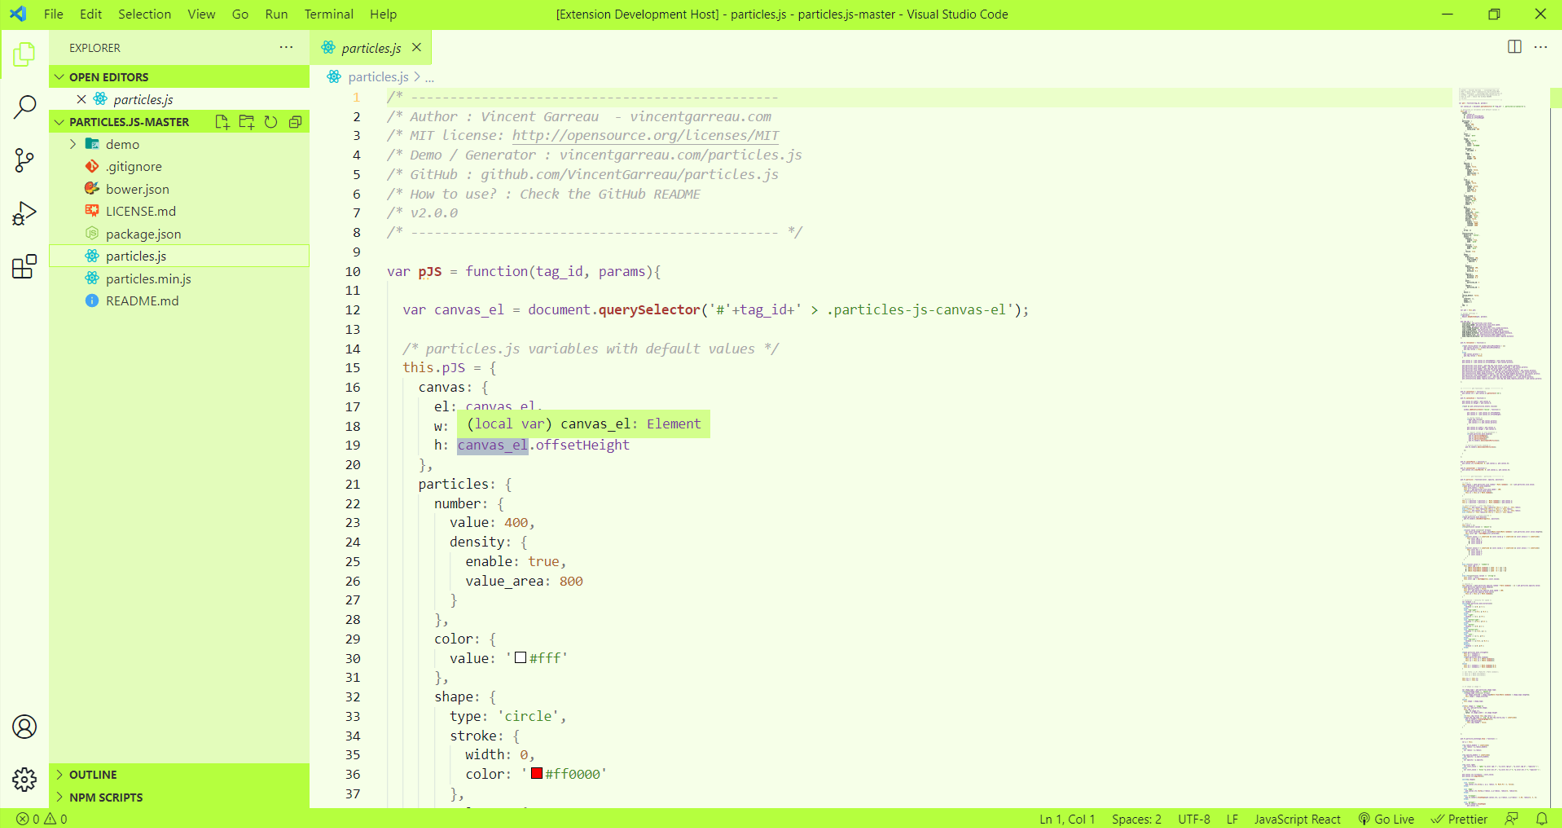 File Edit Selection View Go Run Terminal Help
[Extension Development Host] - particles.js - particles.js-master - Visual Studio Code
EXPLORER
OPEN EDITORS
particles.js
PARTICLES.JS-MASTER
demo
.gitignore
bower.json
LICENSE.md
package.json
particles.js
particles.min.js
README.md
OUTLINE
NPM SCRIPTS
particles.js
particles.js > ...
1 /* -----------------------------------------------
2 /* Author : Vincent Garreau  - vincentgarreau.com
3 /* MIT license: http://opensource.org/licenses/MIT
4 /* Demo / Generator : vincentgarreau.com/particles.js
5 /* GitHub : github.com/VincentGarreau/particles.js
6 /* How to use? : Check the GitHub README
7 /* v2.0.0
8 /* ----------------------------------------------- */
9
10 var pJS = function(tag_id, params){
11
12 var canvas_el = document.querySelector('#'+tag_id+' > .particles-js-canvas-el');
13
14 /* particles.js variables with default values */
15 this.pJS = {
16 canvas: {
17 el: canvas_el,
(local var) canvas_el: Element
18 w:
19 h: canvas_el.offsetHeight
20 },
21 particles: {
22 number: {
23 value: 400,
24 density: {
25 enable: true,
26 value_area: 800
27 }
28 },
29 color: {
30 value: '#fff'
31 },
32 shape: {
33 type: 'circle',
34 stroke: {
35 width: 0,
36 color: '#ff0000'
37 },
0 0
Ln 1, Col 1 Spaces: 2 UTF-8 LF JavaScript React Go Live Prettier